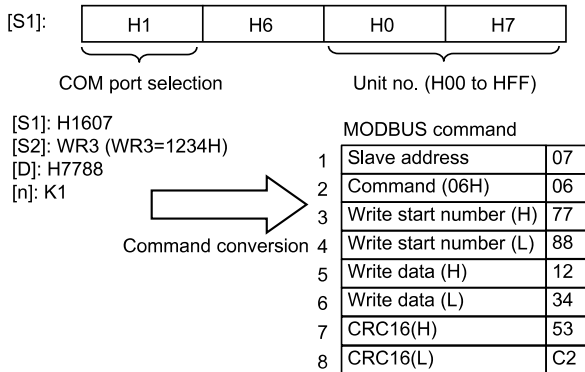 [S1]: H1 H6 H0 H7
COM port selection Unit no. (H00 to HFF)
[S1]: H1607
[S2]: WR3 (WR3=1234H)
[D]: H7788
[n]: K1
Command conversion
MODBUS command
1 Slave address 07
2 Command (06H) 06
3 Write start number (H) 77
4 Write start number (L) 88
5 Write data (H) 12
6 Write data (L) 34
7 CRC16(H) 53
8 CRC16(L) C2